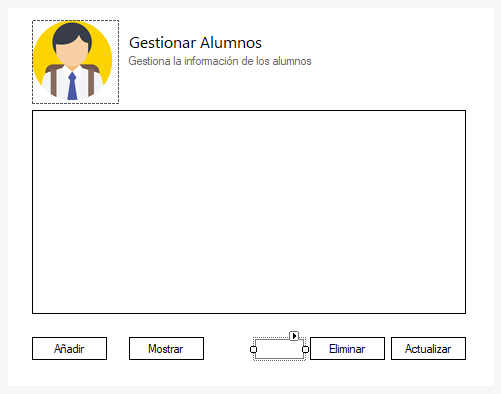 Gestionar Alumnos
Gestiona la información de los alumnos
Añadir
Mostrar
Eliminar
Actualizar